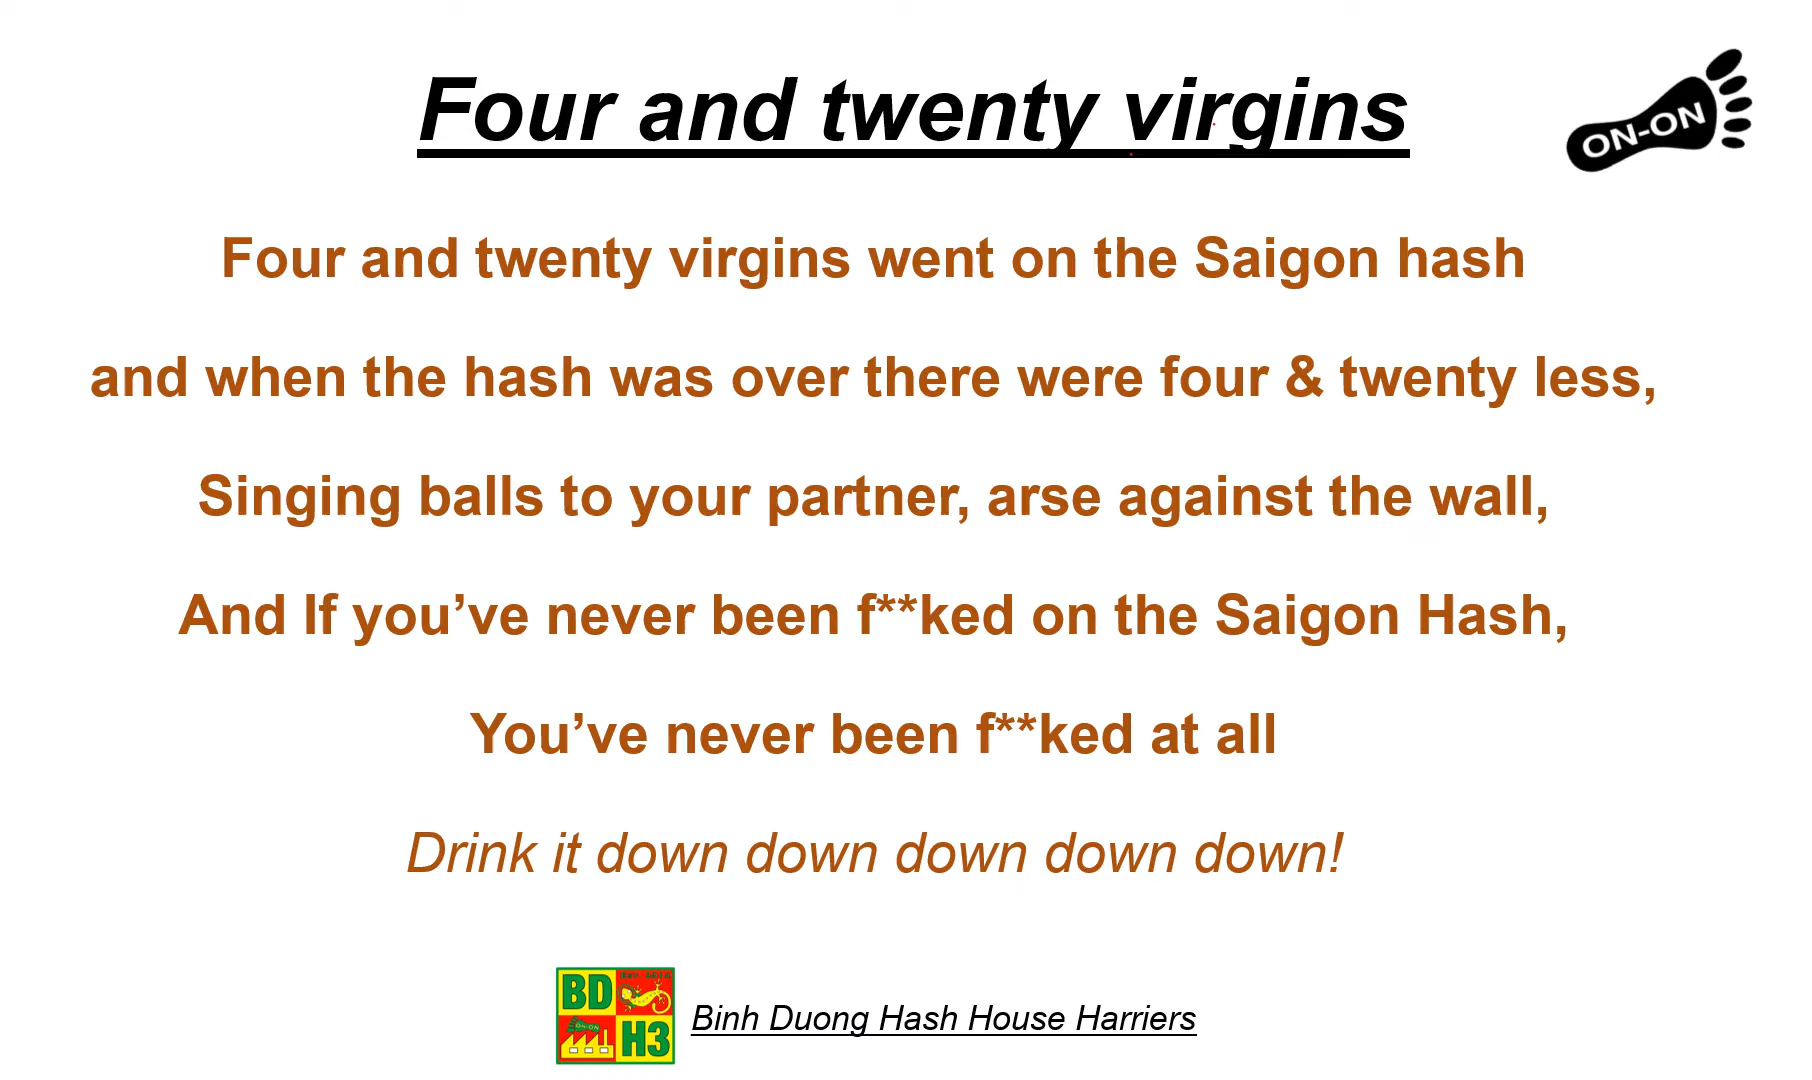 Four and twenty virgins
ON-ON
Four and twenty virgins went on the Saigon hash
and when the hash was over there were four & twenty less,
Singing balls to your partner, arse against the wall,
And If you’ve never been f**ked on the Saigon Hash,
You’ve never been f**ked at all
Drink it down down down down down!
BD
ON-ON
H3
Binh Duong Hash House Harriers